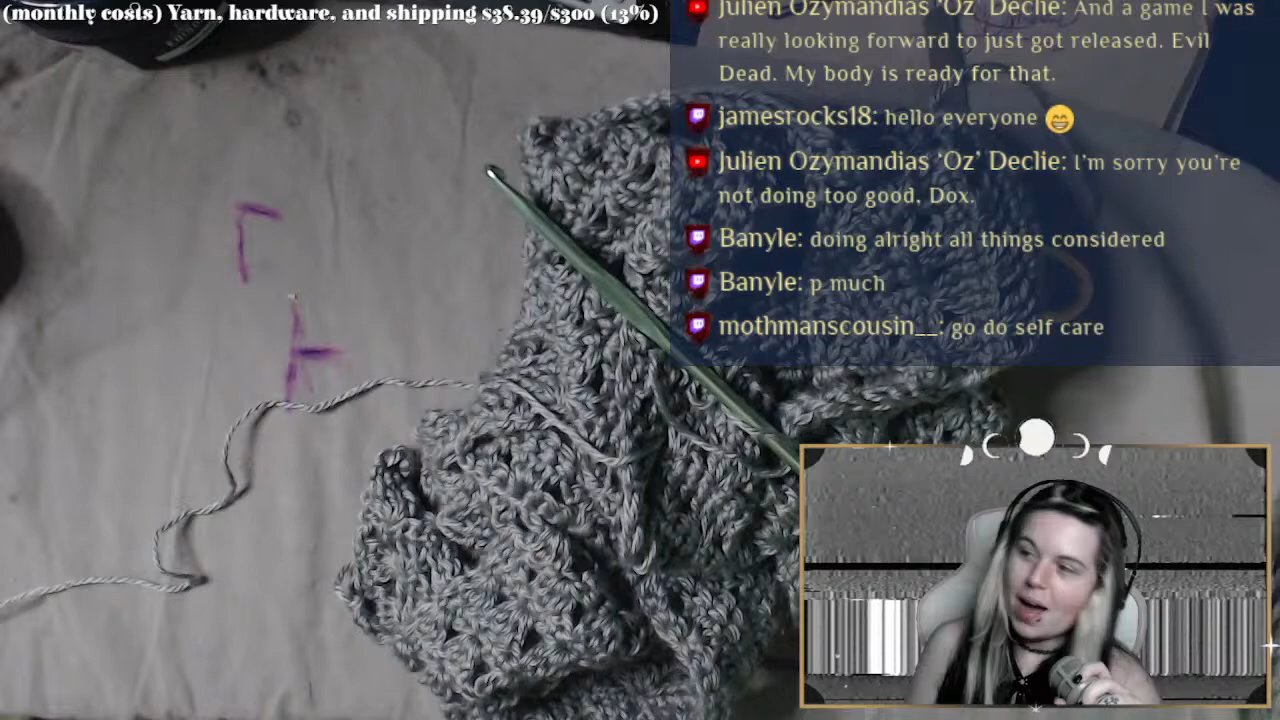 (monthly costs) Yarn, hardware, and shipping $38.39/$300 (13%)
Julien Ozymandias 'Oz' Declie: And a game I was
really looking forward to just got released. Evil
Dead. My body is ready for that.
jamesrocks18: hello everyone 😁
Julien Ozymandias 'Oz' Declie: I'm sorry you're
not doing too good, Dox.
Banyle: doing alright all things considered
Banyle: p much
mothmanscousin__: go do self care